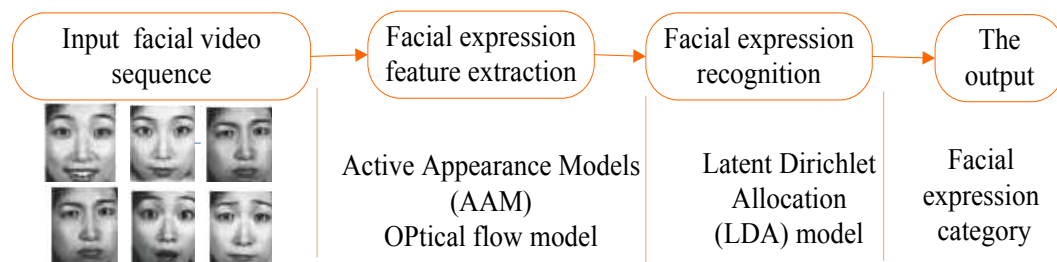 Input facial video
sequence
Facial expression
feature extraction
Facial expression
recognition
The
output
Active Appearance Models
(AAM)
OPtical flow model
Latent Dirichlet
Allocation
(LDA) model
Facial
expression
category